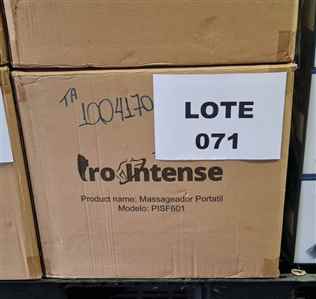 TA
1004170
LOTE
071
ProIntense
Product name: Massageador Portatil
Modelo: PISF601